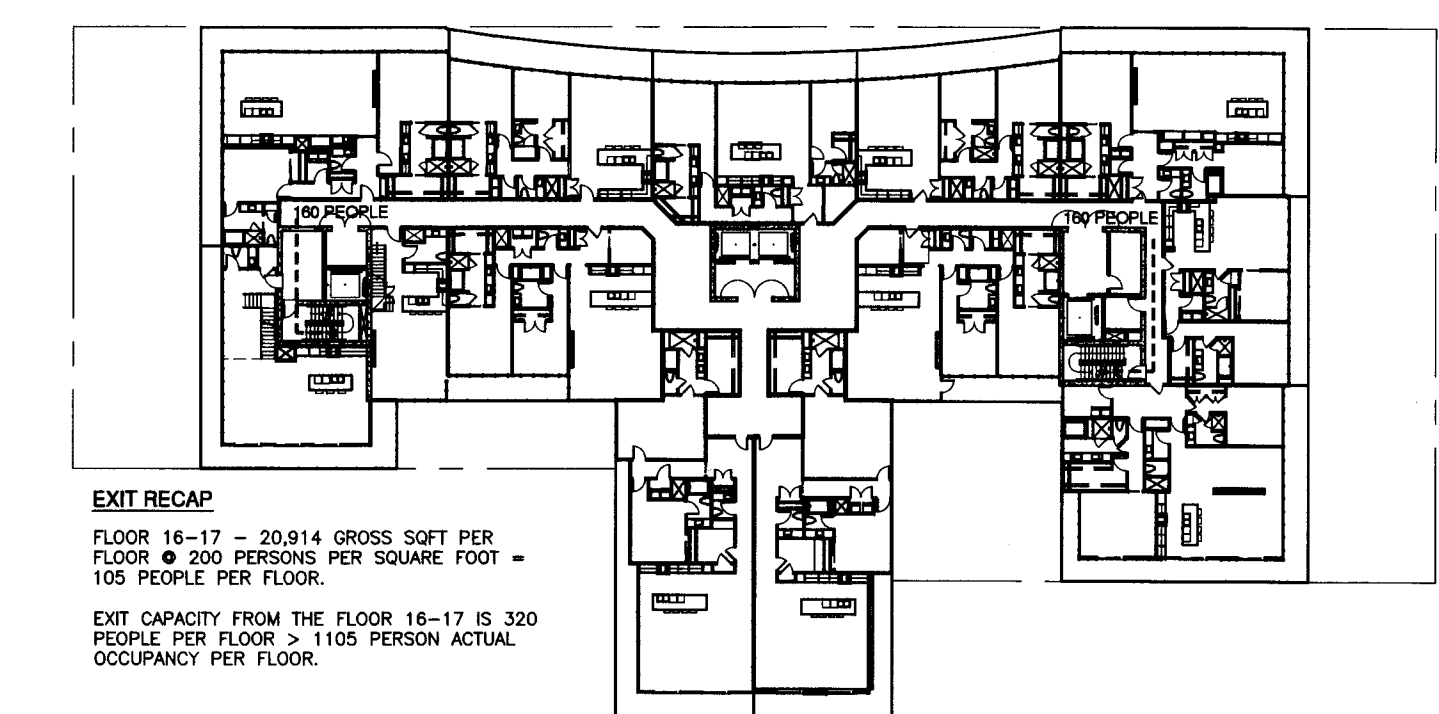 160 PEOPLE
160 PEOPLE
EXIT RECAP
FLOOR 16-17 - 20,914 GROSS SQFT PER
FLOOR @ 200 PERSONS PER SQUARE FOOT =
105 PEOPLE PER FLOOR.
EXIT CAPACITY FROM THE FLOOR 16-17 IS 320
PEOPLE PER FLOOR > 1105 PERSON ACTUAL
OCCUPANCY PER FLOOR.